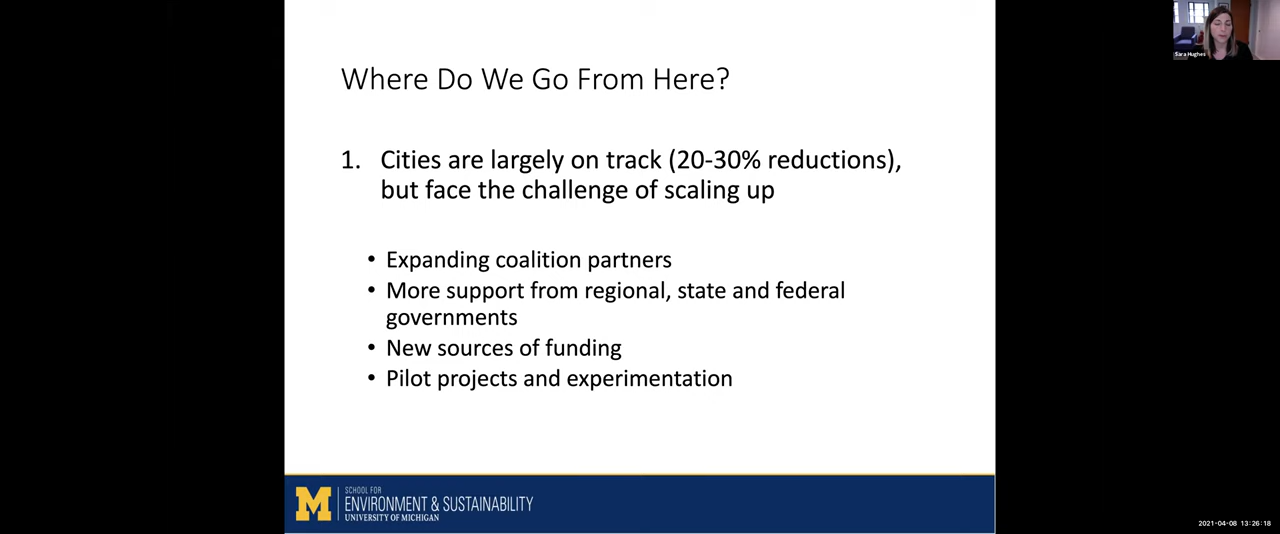 Sara Hughes
Where Do We Go From Here?
1. Cities are largely on track (20-30% reductions),
but face the challenge of scaling up
• Expanding coalition partners
• More support from regional, state and federal
governments
• New sources of funding
• Pilot projects and experimentation
M
SCHOOL FOR
ENVIRONMENT & SUSTAINABILITY
UNIVERSITY OF MICHIGAN
2021-04-08 13:26:18